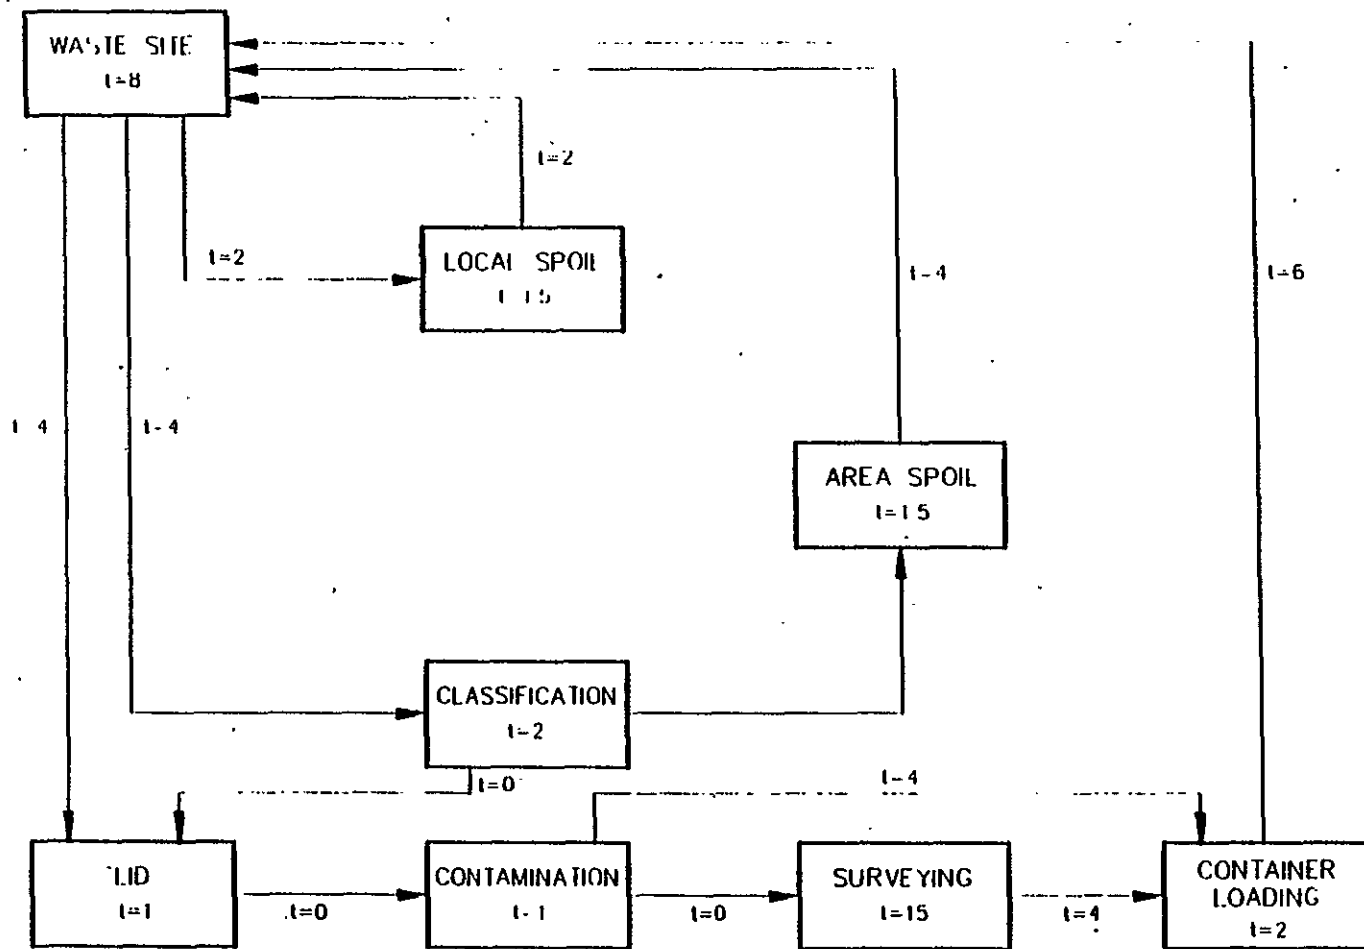 WASTE SITE
t=8
t=2
t=2
LOCAL SPOIL
t=4
t=6
t-4
AREA SPOIL
t=15
CLASSIFICATION
t-2
t=0
t-4
LID
t=1
t=0
CONTAMINATION
t-1
t=0
SURVEYING
t=15
t=4
CONTAINER
LOADING
t=2